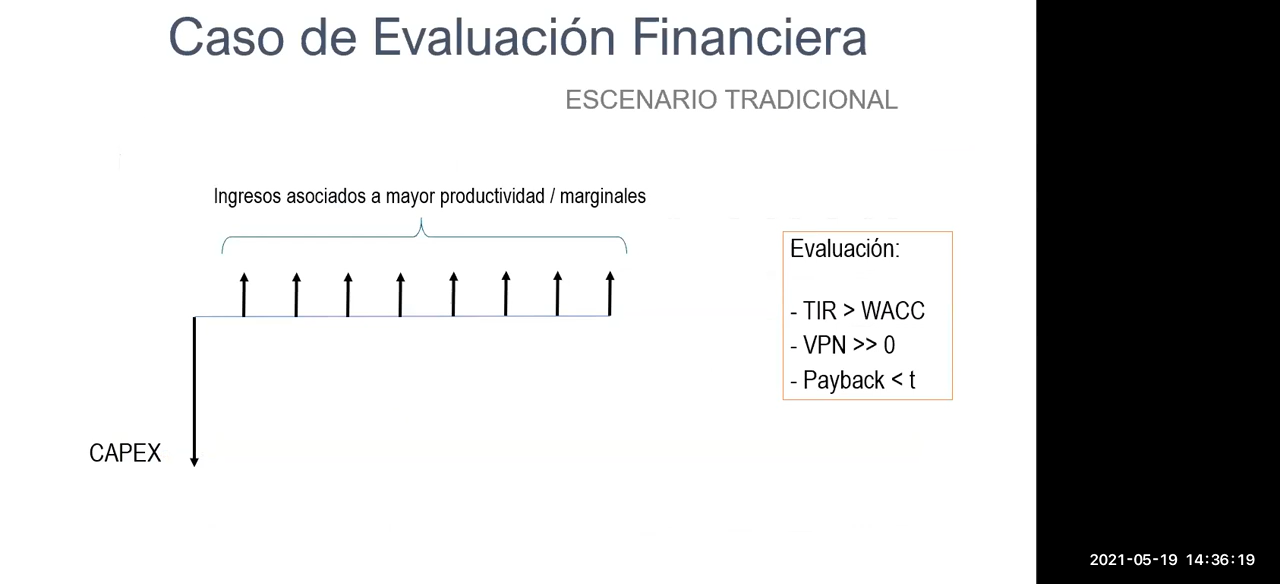 Caso de Evaluación Financiera
ESCENARIO TRADICIONAL
Ingresos asociados a mayor productividad / marginales
Evaluación:
- TIR > WACC
- VPN >> 0
- Payback < t
CAPEX
2021-05-19 14:36:19